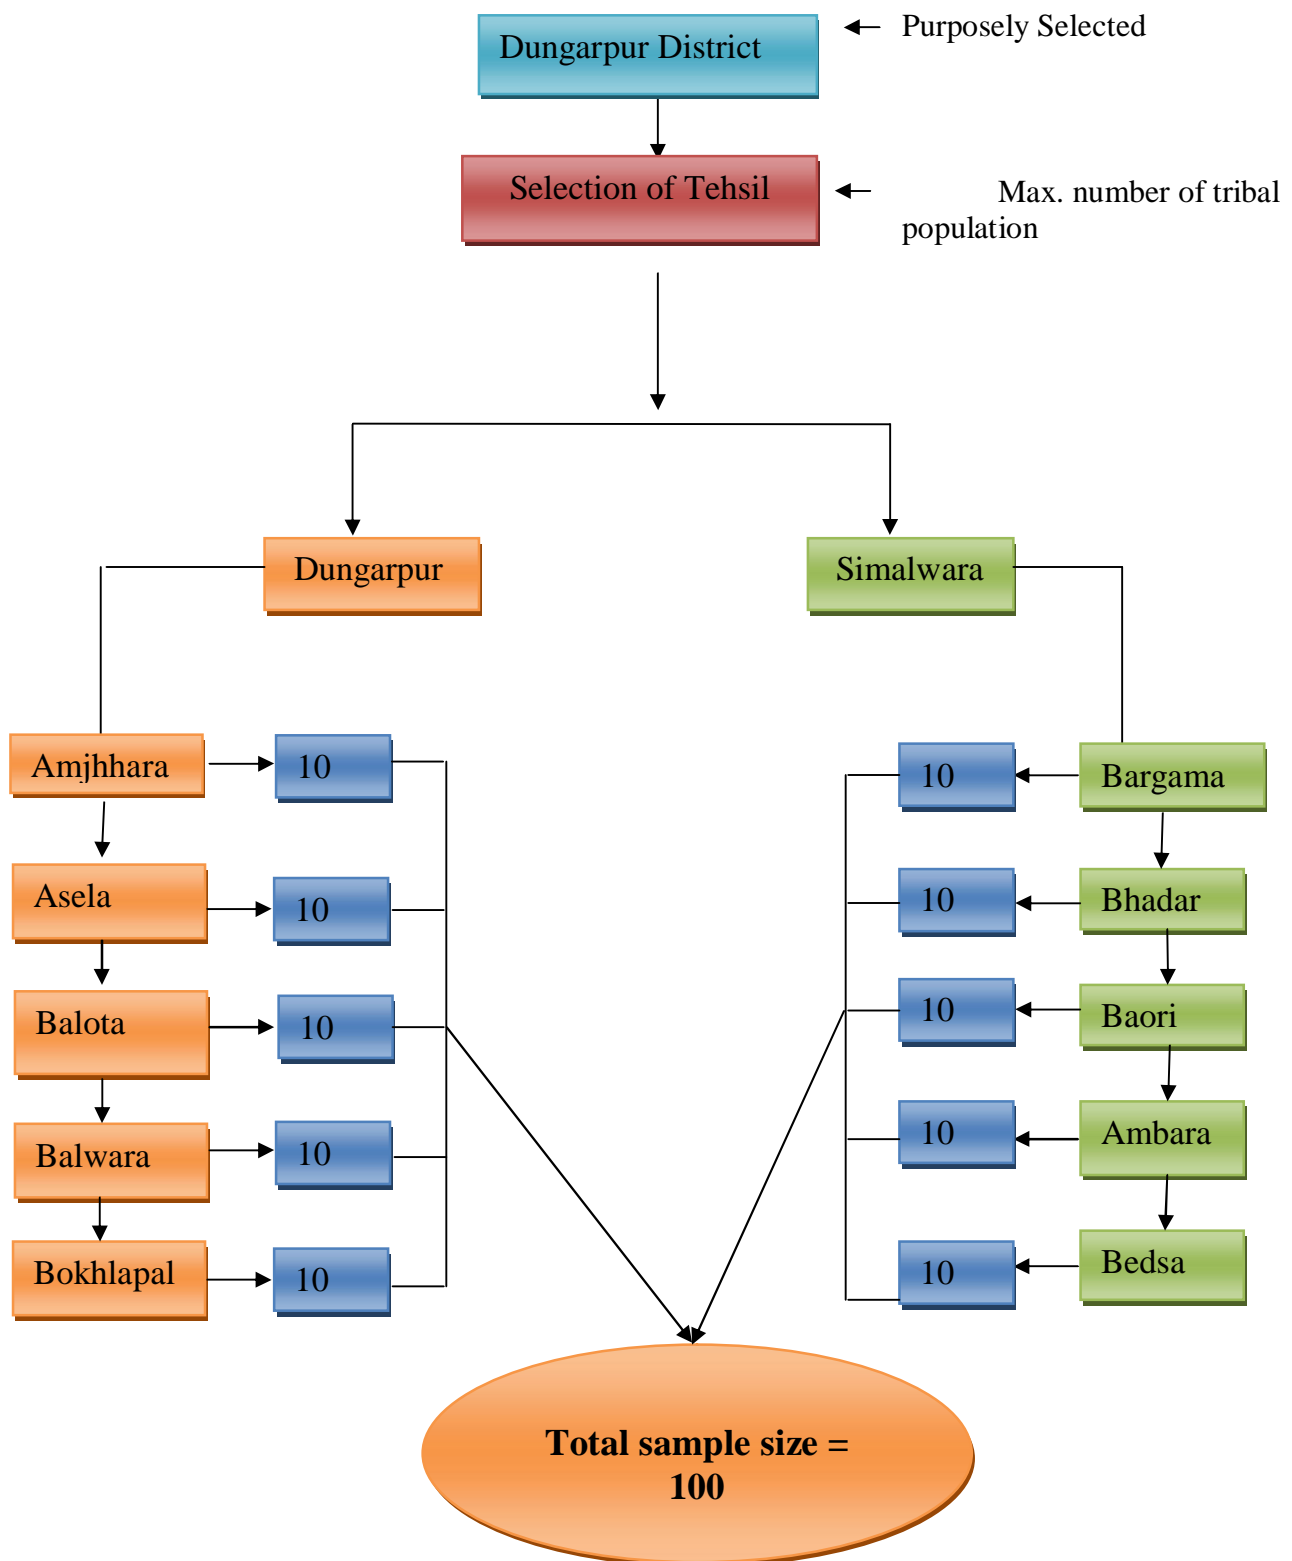 Dungarpur District
Purposely Selected
Selection of Tehsil
Max. number of tribal
population
Dungarpur
Simalwara
Amjhhara
10
10
Bargama
Asela
10
10
Bhadar
Balota
10
10
Baori
Balwara
10
10
Ambara
Bokhlapal
10
10
Bedsa
Total sample size =
100